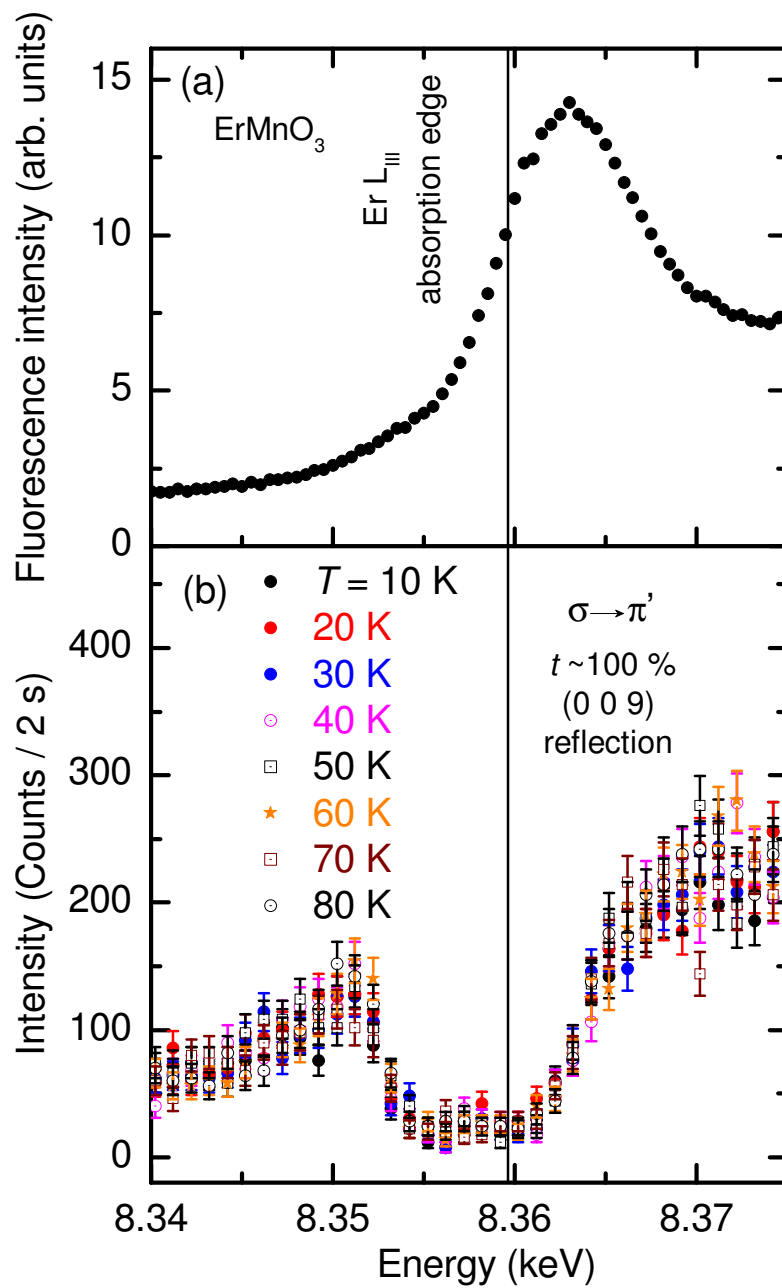 (a)
ErMnO₃
Er L_III
absorption edge
Fluorescence intensity (arb. units)
15
10
5
0
(b)
T = 10 K
20 K
30 K
40 K
50 K
60 K
70 K
80 K
σ→π’
t ~100 %
(0 0 9)
reflection
Intensity (Counts / 2 s)
400
300
200
100
0
8.34
8.35
8.36
8.37
Energy (keV)